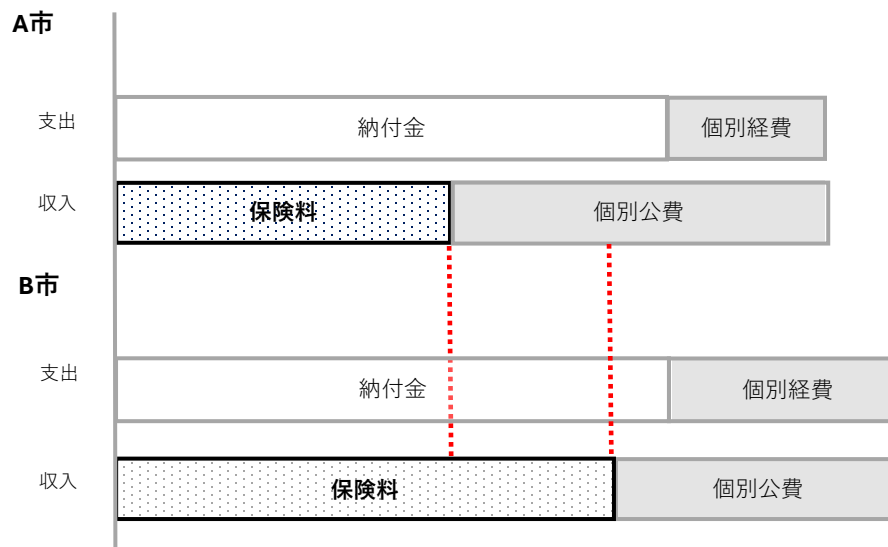 A市
支出
納付金
個別経費
収入
保険料
個別公費
B市
支出
納付金
個別経費
収入
保険料
個別公費